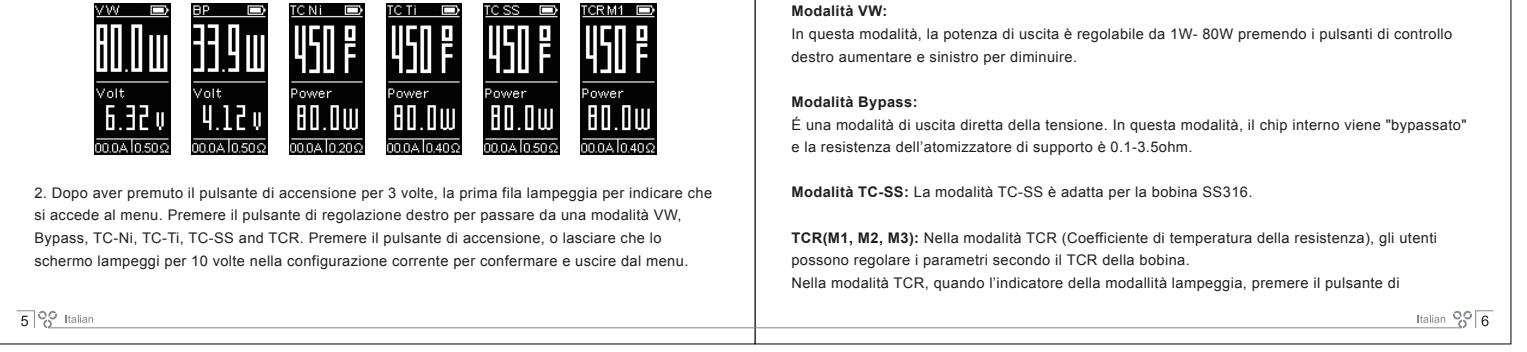 VW BP TC Ni TC Ti TC SS TCR M1
80.0W 33.9W 450°F 450°F 450°F 450°F
Volt Volt Power Power Power Power
6.32v 4.12v 80.0W 80.0W 80.0W 80.0W
00.0A 0.50Ω 00.0A 0.50Ω 00.0A 0.20Ω 00.0A 0.40Ω 00.0A 0.50Ω 00.0A 0.40Ω
2. Dopo aver premuto il pulsante di accensione per 3 volte, la prima fila lampeggia per indicare che
si accede al menu. Premere il pulsante di regolazione destro per passare da una modalità VW,
Bypass, TC-Ni, TC-Ti, TC-SS and TCR. Premere il pulsante di accensione, o lasciare che lo
schermo lampeggi per 10 volte nella configurazione corrente per confermare e uscire dal menu.
5 Italian
Modalità VW:
In questa modalità, la potenza di uscita è regolabile da 1W- 80W premendo i pulsanti di controllo
destro aumentare e sinistro per diminuire.
Modalità Bypass:
É una modalità di uscita diretta della tensione. In questa modalità, il chip interno viene "bypassato"
e la resistenza dell'atomizzatore di supporto è 0.1-3.5ohm.
Modalità TC-SS: La modalità TC-SS è adatta per la bobina SS316.
TCR(M1, M2, M3): Nella modalità TCR (Coefficiente di temperatura della resistenza), gli utenti
possono regolare i parametri secondo il TCR della bobina.
Nella modalità TCR, quando l'indicatore della modallità lampeggia, premere il pulsante di
Italian 6